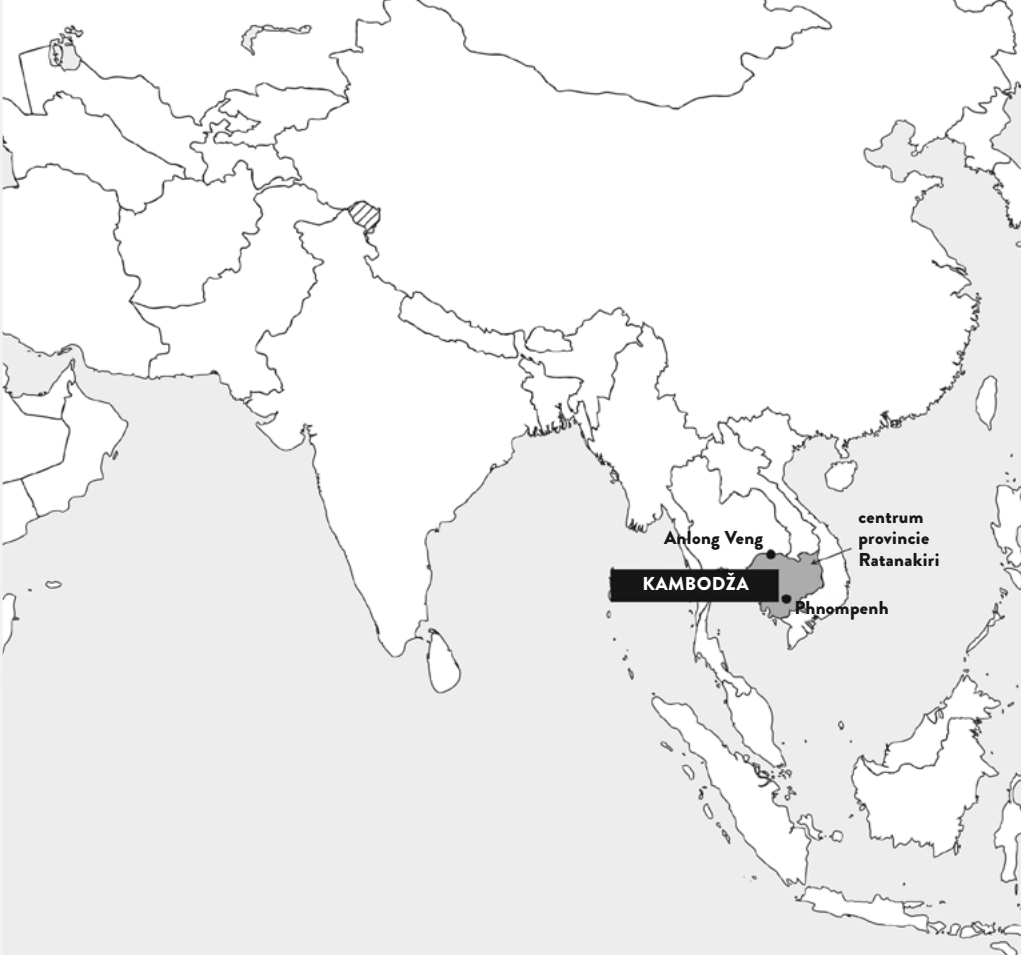 centrum
provincie
Ratanakiri
Anlong Veng
KAMBODŽA
Phnompenh